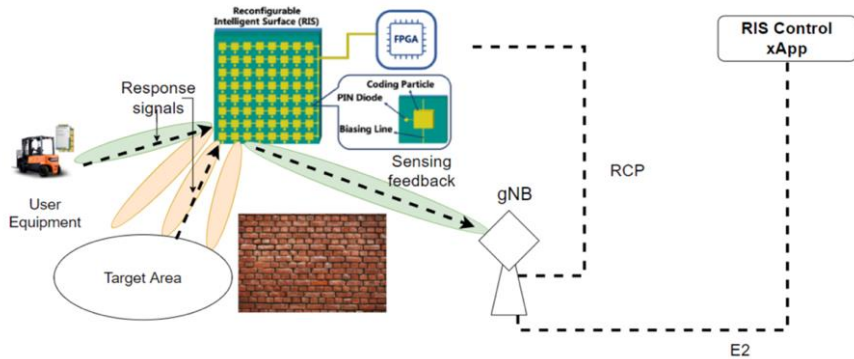 Reconfigurable
Intelligent Surface (RIS)
FPGA
RIS Control
xApp
Response
signals
Coding Particle
PIN Diode
Biasing Line
Sensing
feedback
RCP
gNB
User
Equipment
Target Area
E2